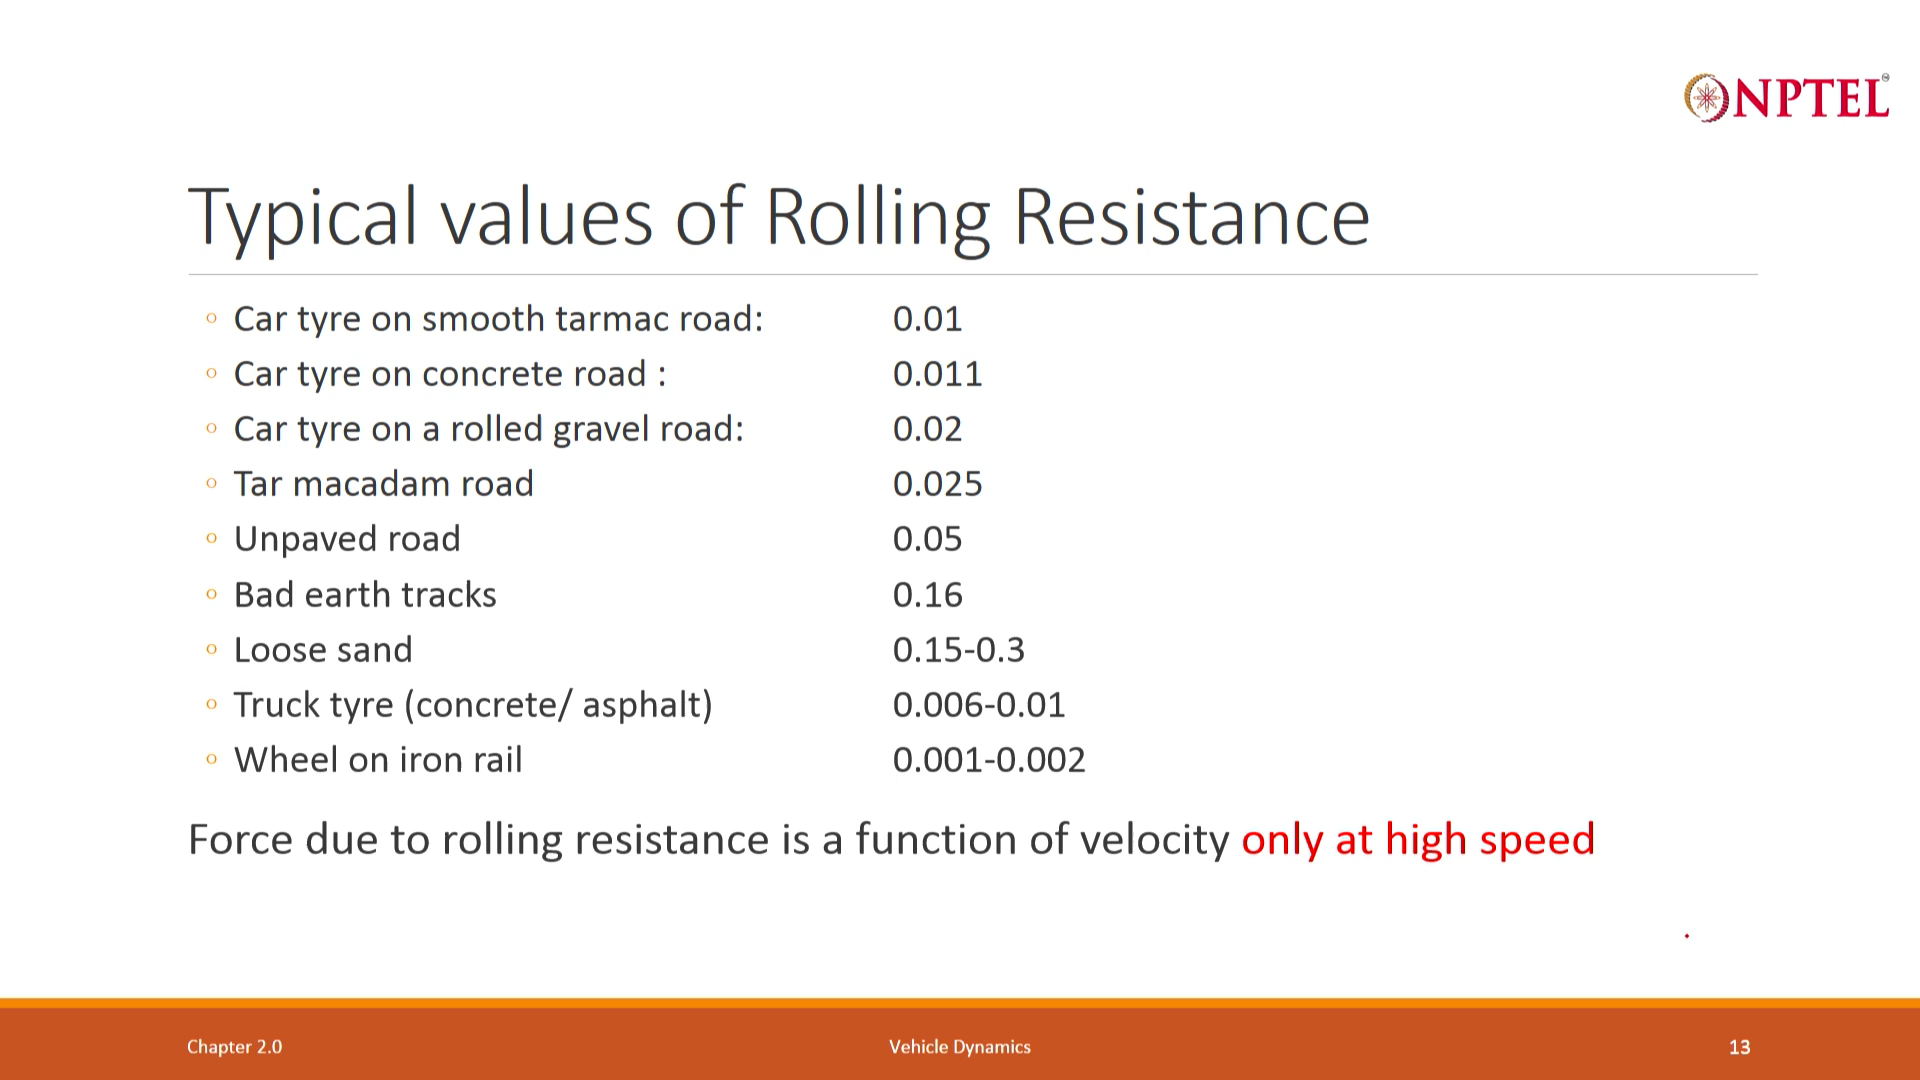 NPTEL
Typical values of Rolling Resistance
◦ Car tyre on smooth tarmac road: 0.01
◦ Car tyre on concrete road : 0.011
◦ Car tyre on a rolled gravel road: 0.02
◦ Tar macadam road 0.025
◦ Unpaved road 0.05
◦ Bad earth tracks 0.16
◦ Loose sand 0.15-0.3
◦ Truck tyre (concrete/ asphalt) 0.006-0.01
◦ Wheel on iron rail 0.001-0.002
Force due to rolling resistance is a function of velocity only at high speed
Chapter 2.0 Vehicle Dynamics 13